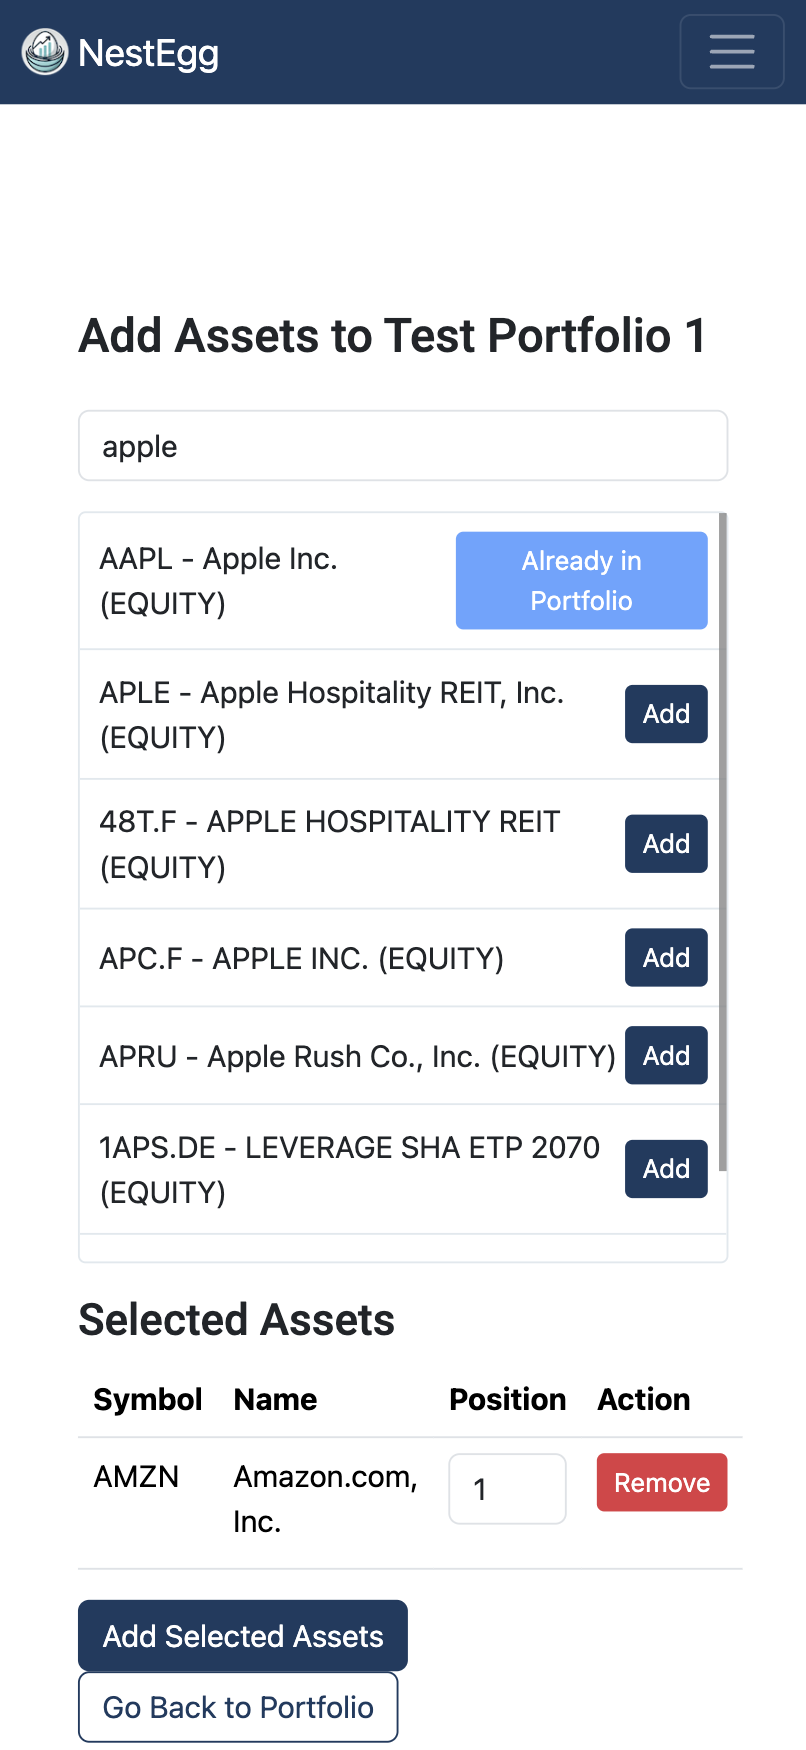 NestEgg
Add Assets to Test Portfolio 1
apple
AAPL - Apple Inc.
(EQUITY)
Already in
Portfolio
APLE - Apple Hospitality REIT, Inc.
(EQUITY)
Add
48T.F - APPLE HOSPITALITY REIT
(EQUITY)
Add
APC.F - APPLE INC. (EQUITY)
Add
APRU - Apple Rush Co., Inc. (EQUITY)
Add
1APS.DE - LEVERAGE SHA ETP 2070
(EQUITY)
Add
Selected Assets
Symbol Name Position Action
AMZN Amazon.com, 1 Remove
Inc.
Add Selected Assets
Go Back to Portfolio